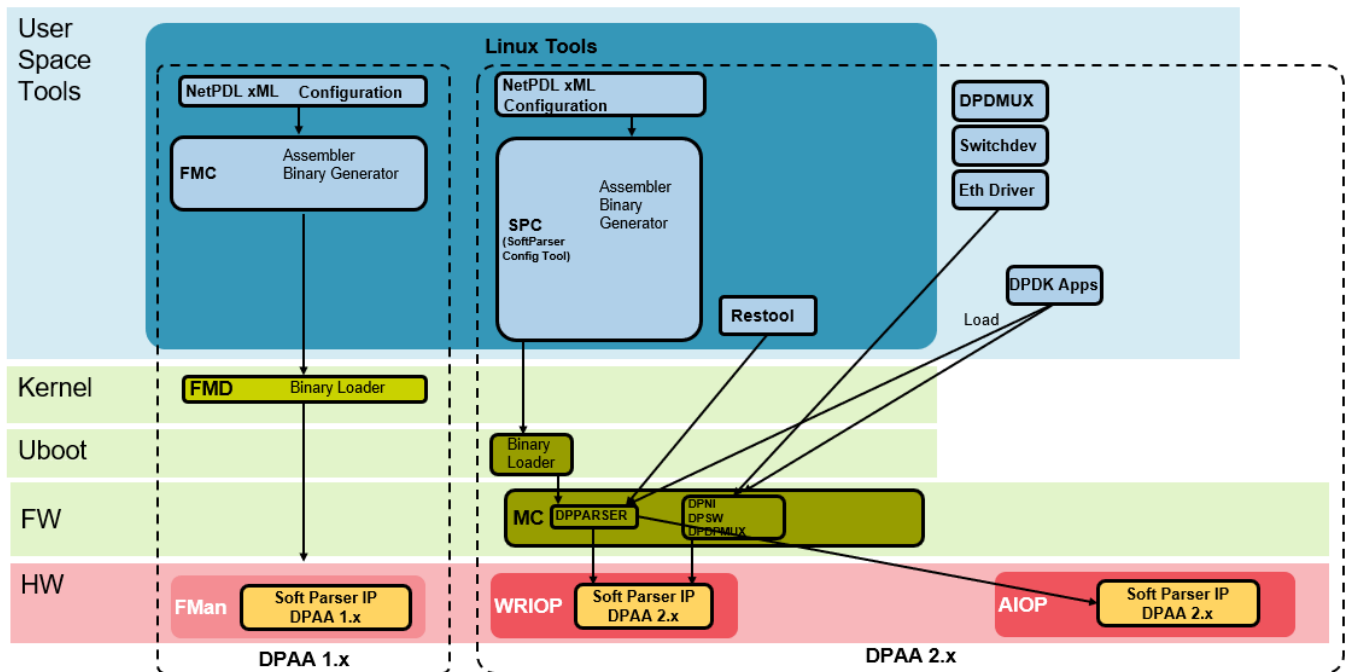 User
Space
Tools
Linux Tools
NetPDL xML Configuration
FMC
Assembler
Binary Generator
NetPDL xML
Configuration
SPC
(SoftParser
Config Tool)
Assembler
Binary
Generator
Restool
DPDMUX
Switchdev
Eth Driver
DPDK Apps
Load
Kernel
FMD
Binary Loader
Uboot
Binary
Loader
FW
MC
DPPARSER
DPNI
DPSW
DPDPMUX
HW
FMan
Soft Parser IP
DPAA 1.x
WRIOP
Soft Parser IP
DPAA 2.x
AIOP
Soft Parser IP
DPAA 2.x
DPAA 1.x
DPAA 2.x